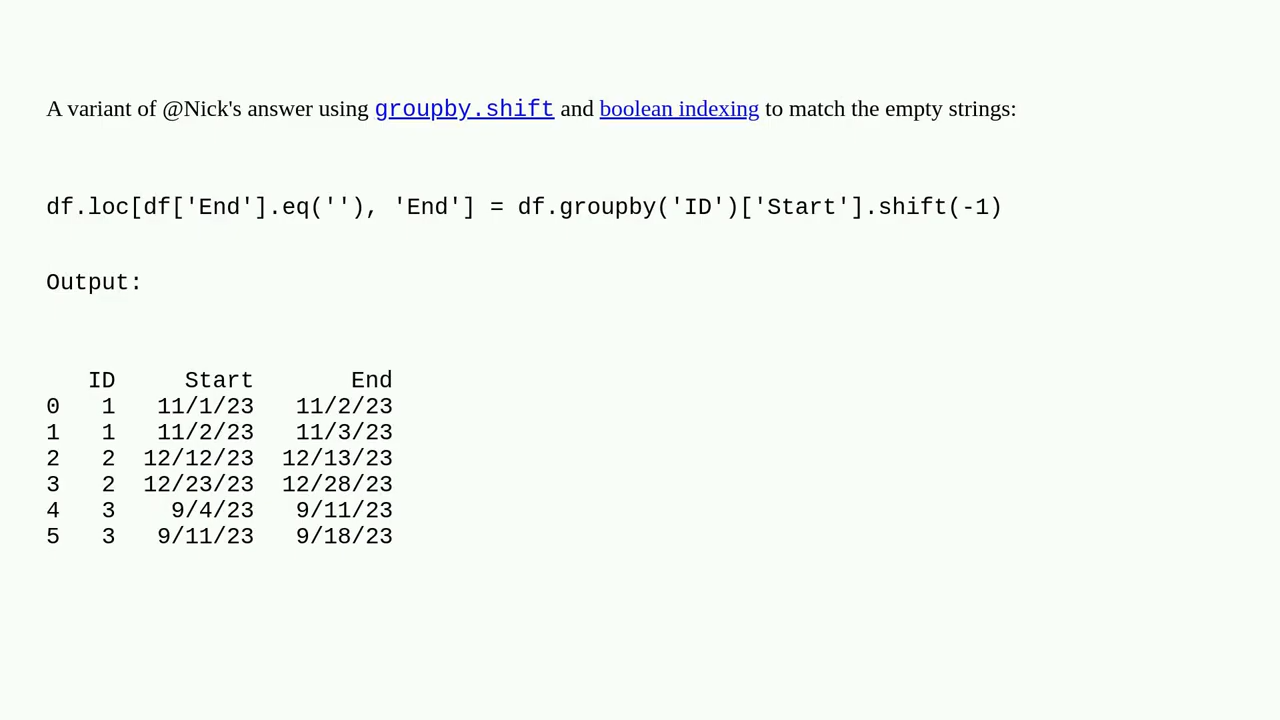 A variant of @Nick's answer using groupby.shift and boolean indexing to match the empty strings:
df.loc[df['End'].eq(''), 'End'] = df.groupby('ID')['Start'].shift(-1)
Output:
   ID     Start       End
0   1   11/1/23   11/2/23
1   1   11/2/23   11/3/23
2   2  12/12/23  12/13/23
3   2  12/23/23  12/28/23
4   3    9/4/23   9/11/23
5   3   9/11/23   9/18/23